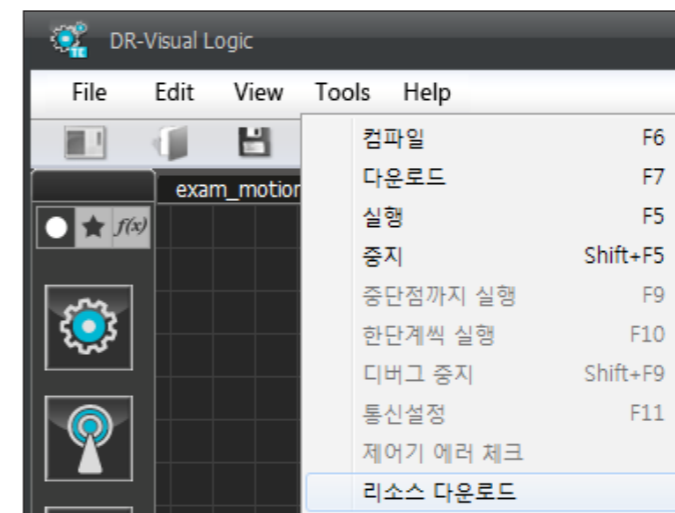 DR-Visual Logic
File Edit View Tools Help
exam_motion
f(x)
컴파일 F6
다운로드 F7
실행 F5
중지 Shift+F5
중단점까지 실행 F9
한단계씩 실행 F10
디버그 중지 Shift+F9
통신설정 F11
제어기 에러 체크
리소스 다운로드